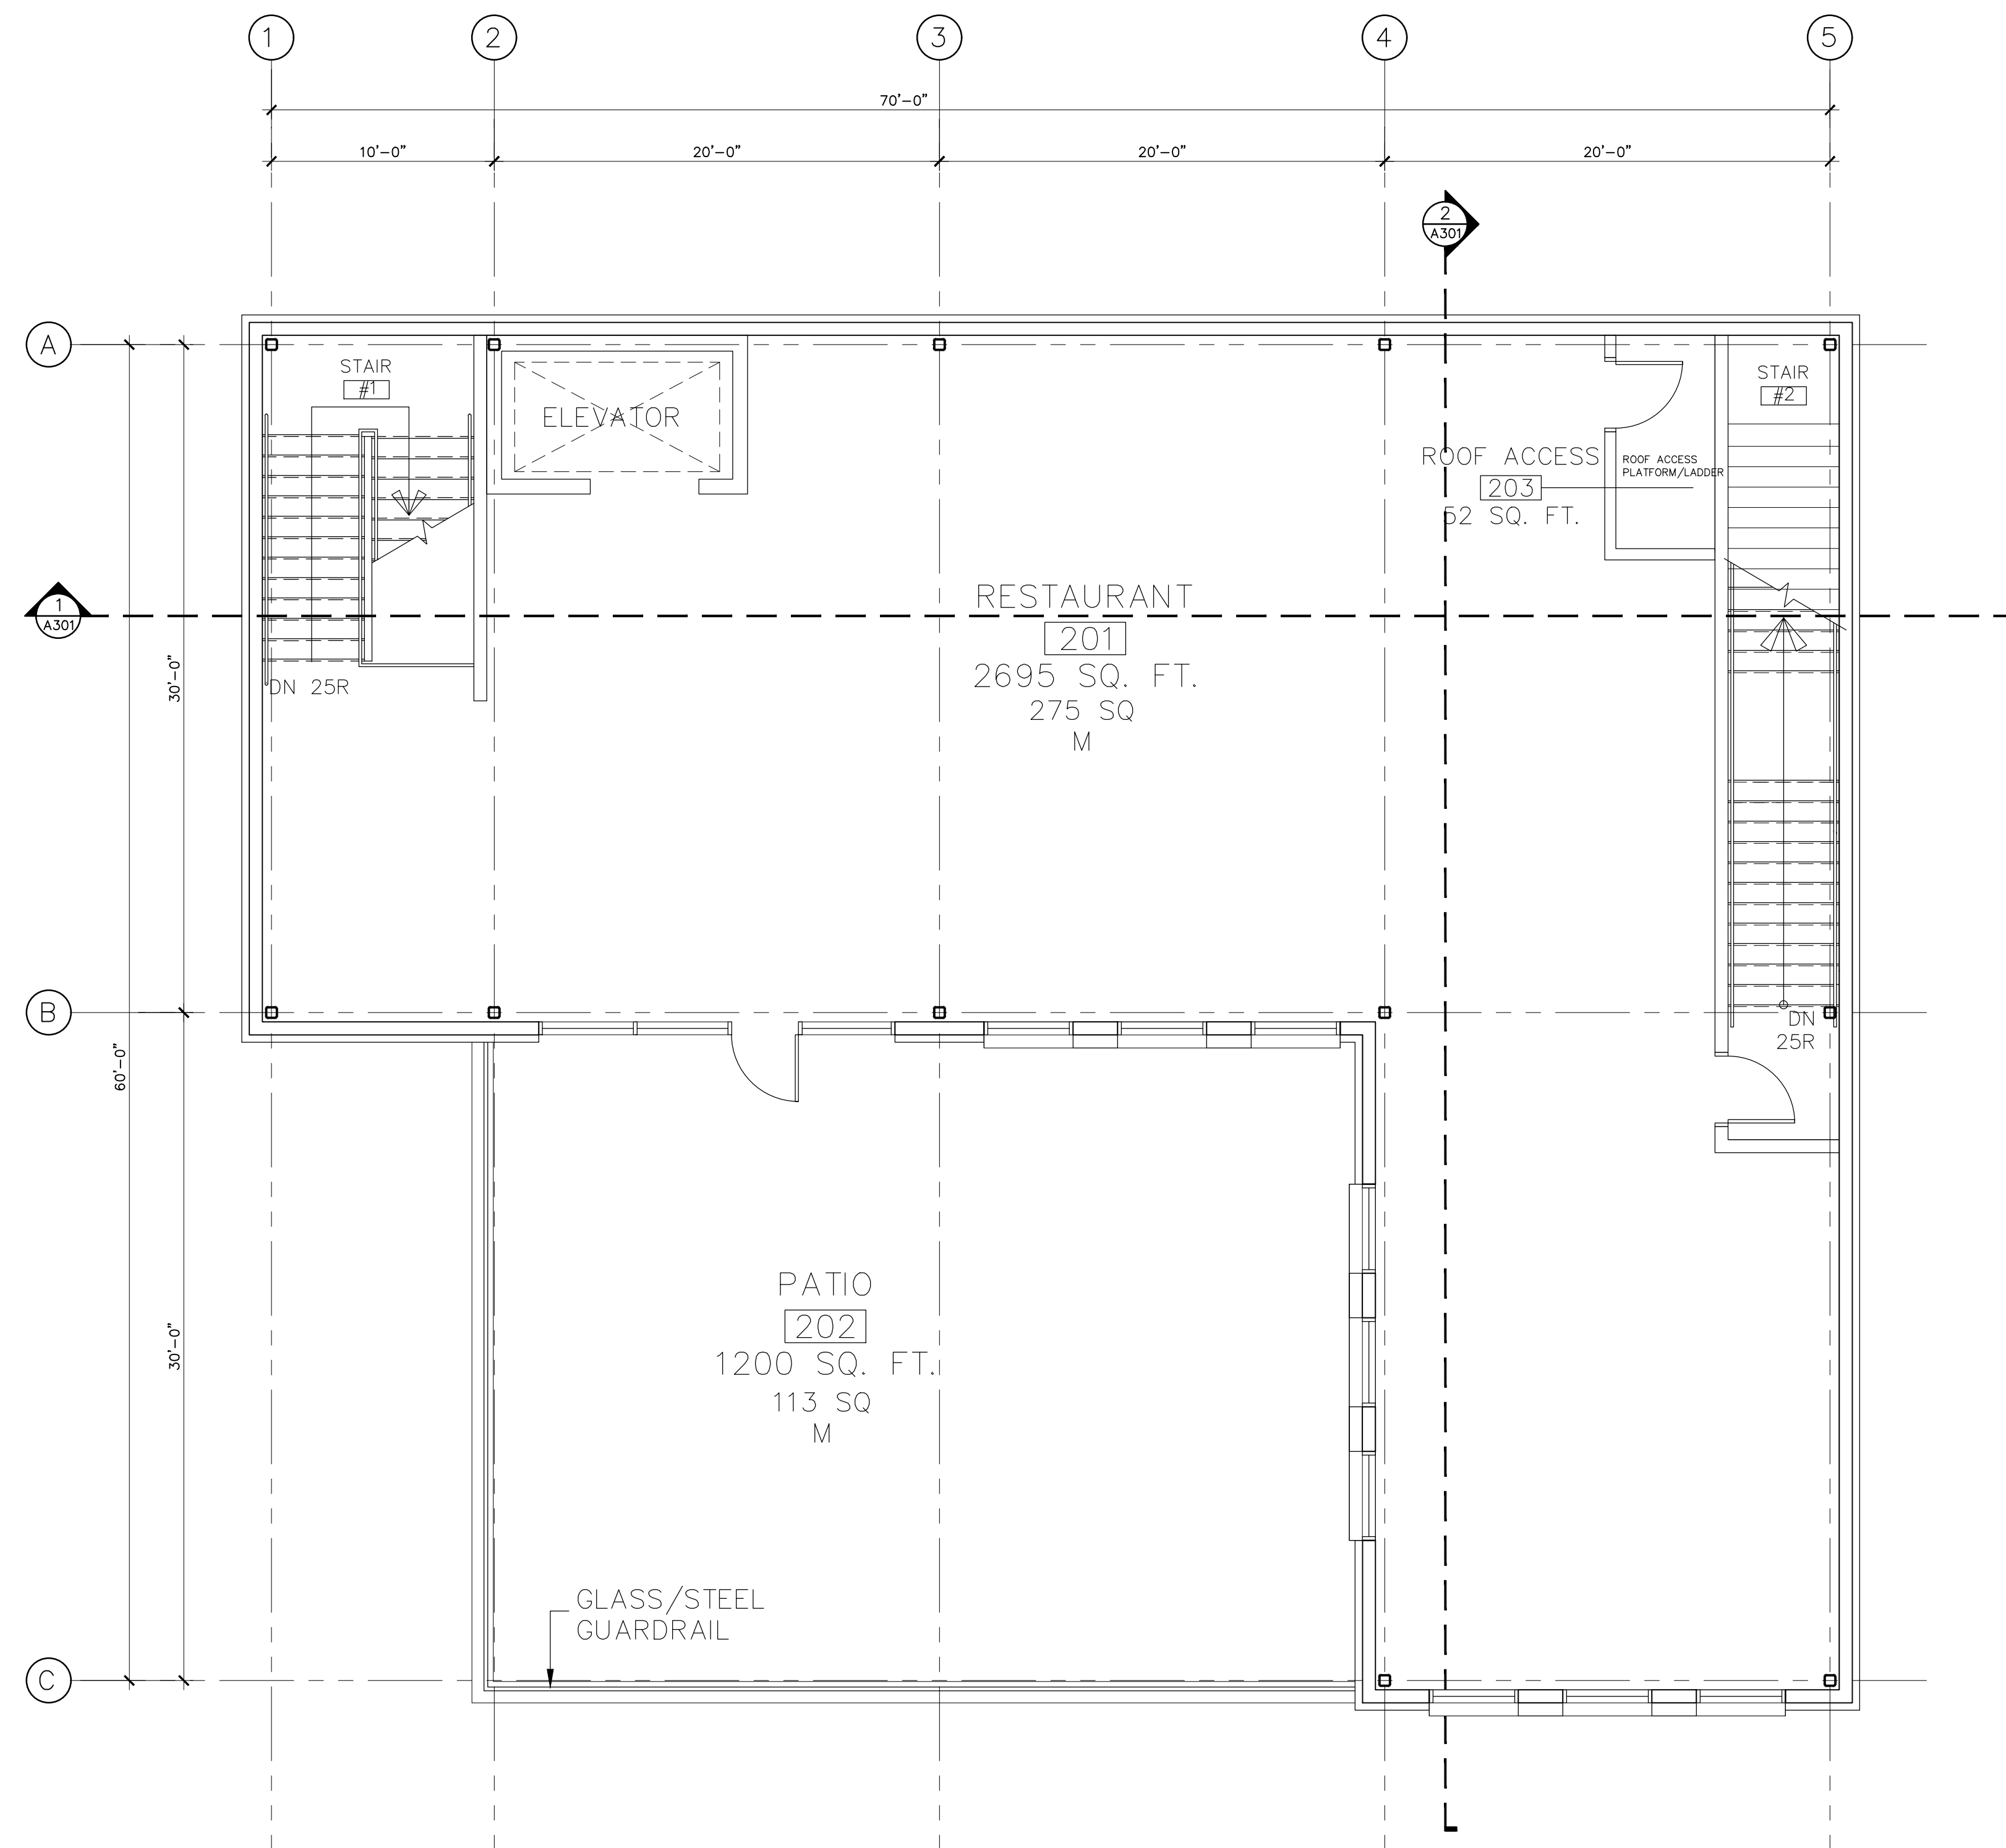 1
2
3
4
5
70'-0"
10'-0"
20'-0"
20'-0"
20'-0"
2
A301
A
STAIR
#1
STAIR
#2
ELEVATOR
ROOF ACCESS
203
52 SQ. FT.
ROOF ACCESS
PLATFORM/LADDER
1
A301
RESTAURANT
201
2695 SQ. FT.
275 SQ
M
30'-0"
DN 25R
B
DN
25R
60'-0"
PATIO
202
1200 SQ. FT.
113 SQ
M
30'-0"
GLASS/STEEL
GUARDRAIL
C